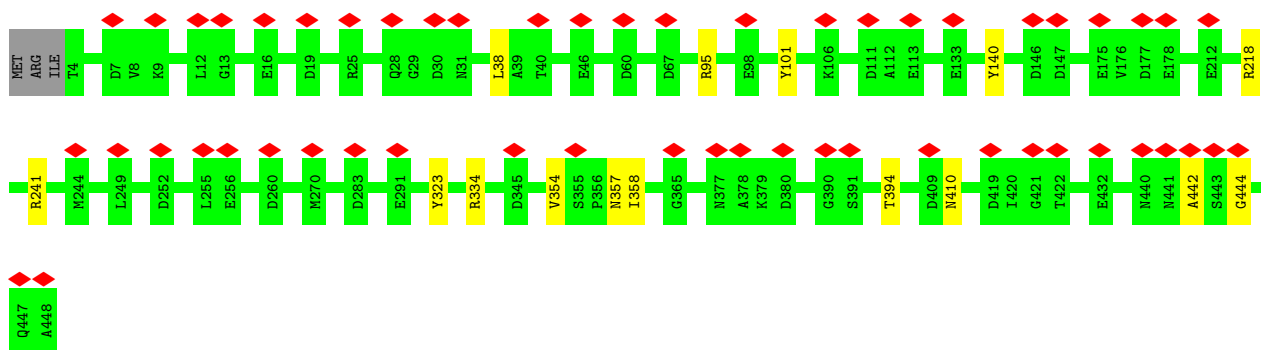 MET ARG ILE T4 D7 V8 K9 L12 G13 E16 D19 R25 Q28 G29 D30 N31 L38 A39 T40 E46 D60 D67 R95 E98 Y101 K106 D111 A112 E113 E133 Y140 D146 D147 E175 V176 D177 E178 E212 R218
R241 M244 L249 D252 L255 E256 D260 M270 D283 E291 Y323 R334 D345 V354 S355 P356 N357 I358 G365 N377 A378 K379 D380 G390 S391 T394 D409 N410 D419 I420 G421 T422 E432 N440 N441 A442 S443 G444
Q447 A448